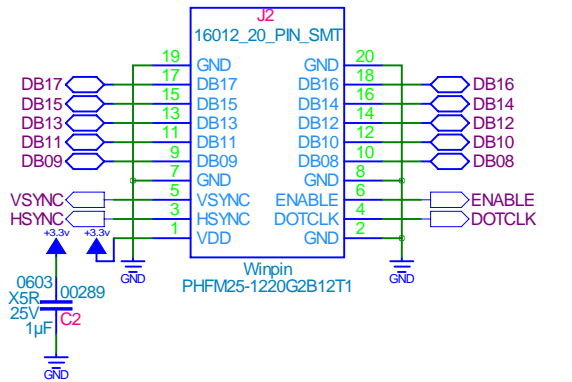 J2
16012_20_PIN_SMT
19 GND GND 20
DB17 17 DB17 DB16 18 DB16
DB15 15 DB15 DB14 16 DB14
DB13 13 DB13 DB12 14 DB12
DB11 11 DB11 DB10 12 DB10
DB09 9 DB09 DB08 10 DB08
7 GND GND 8
VSYNC 5 VSYNC ENABLE 6 ENABLE
HSYNC 3 HSYNC DOTCLK 4 DOTCLK
+3.3v +3.3v 1 VDD GND 2
GND GND
Winpin
PHFM25-1220G2B12T1
0603
X5R 00289
25V
1µF C2
GND